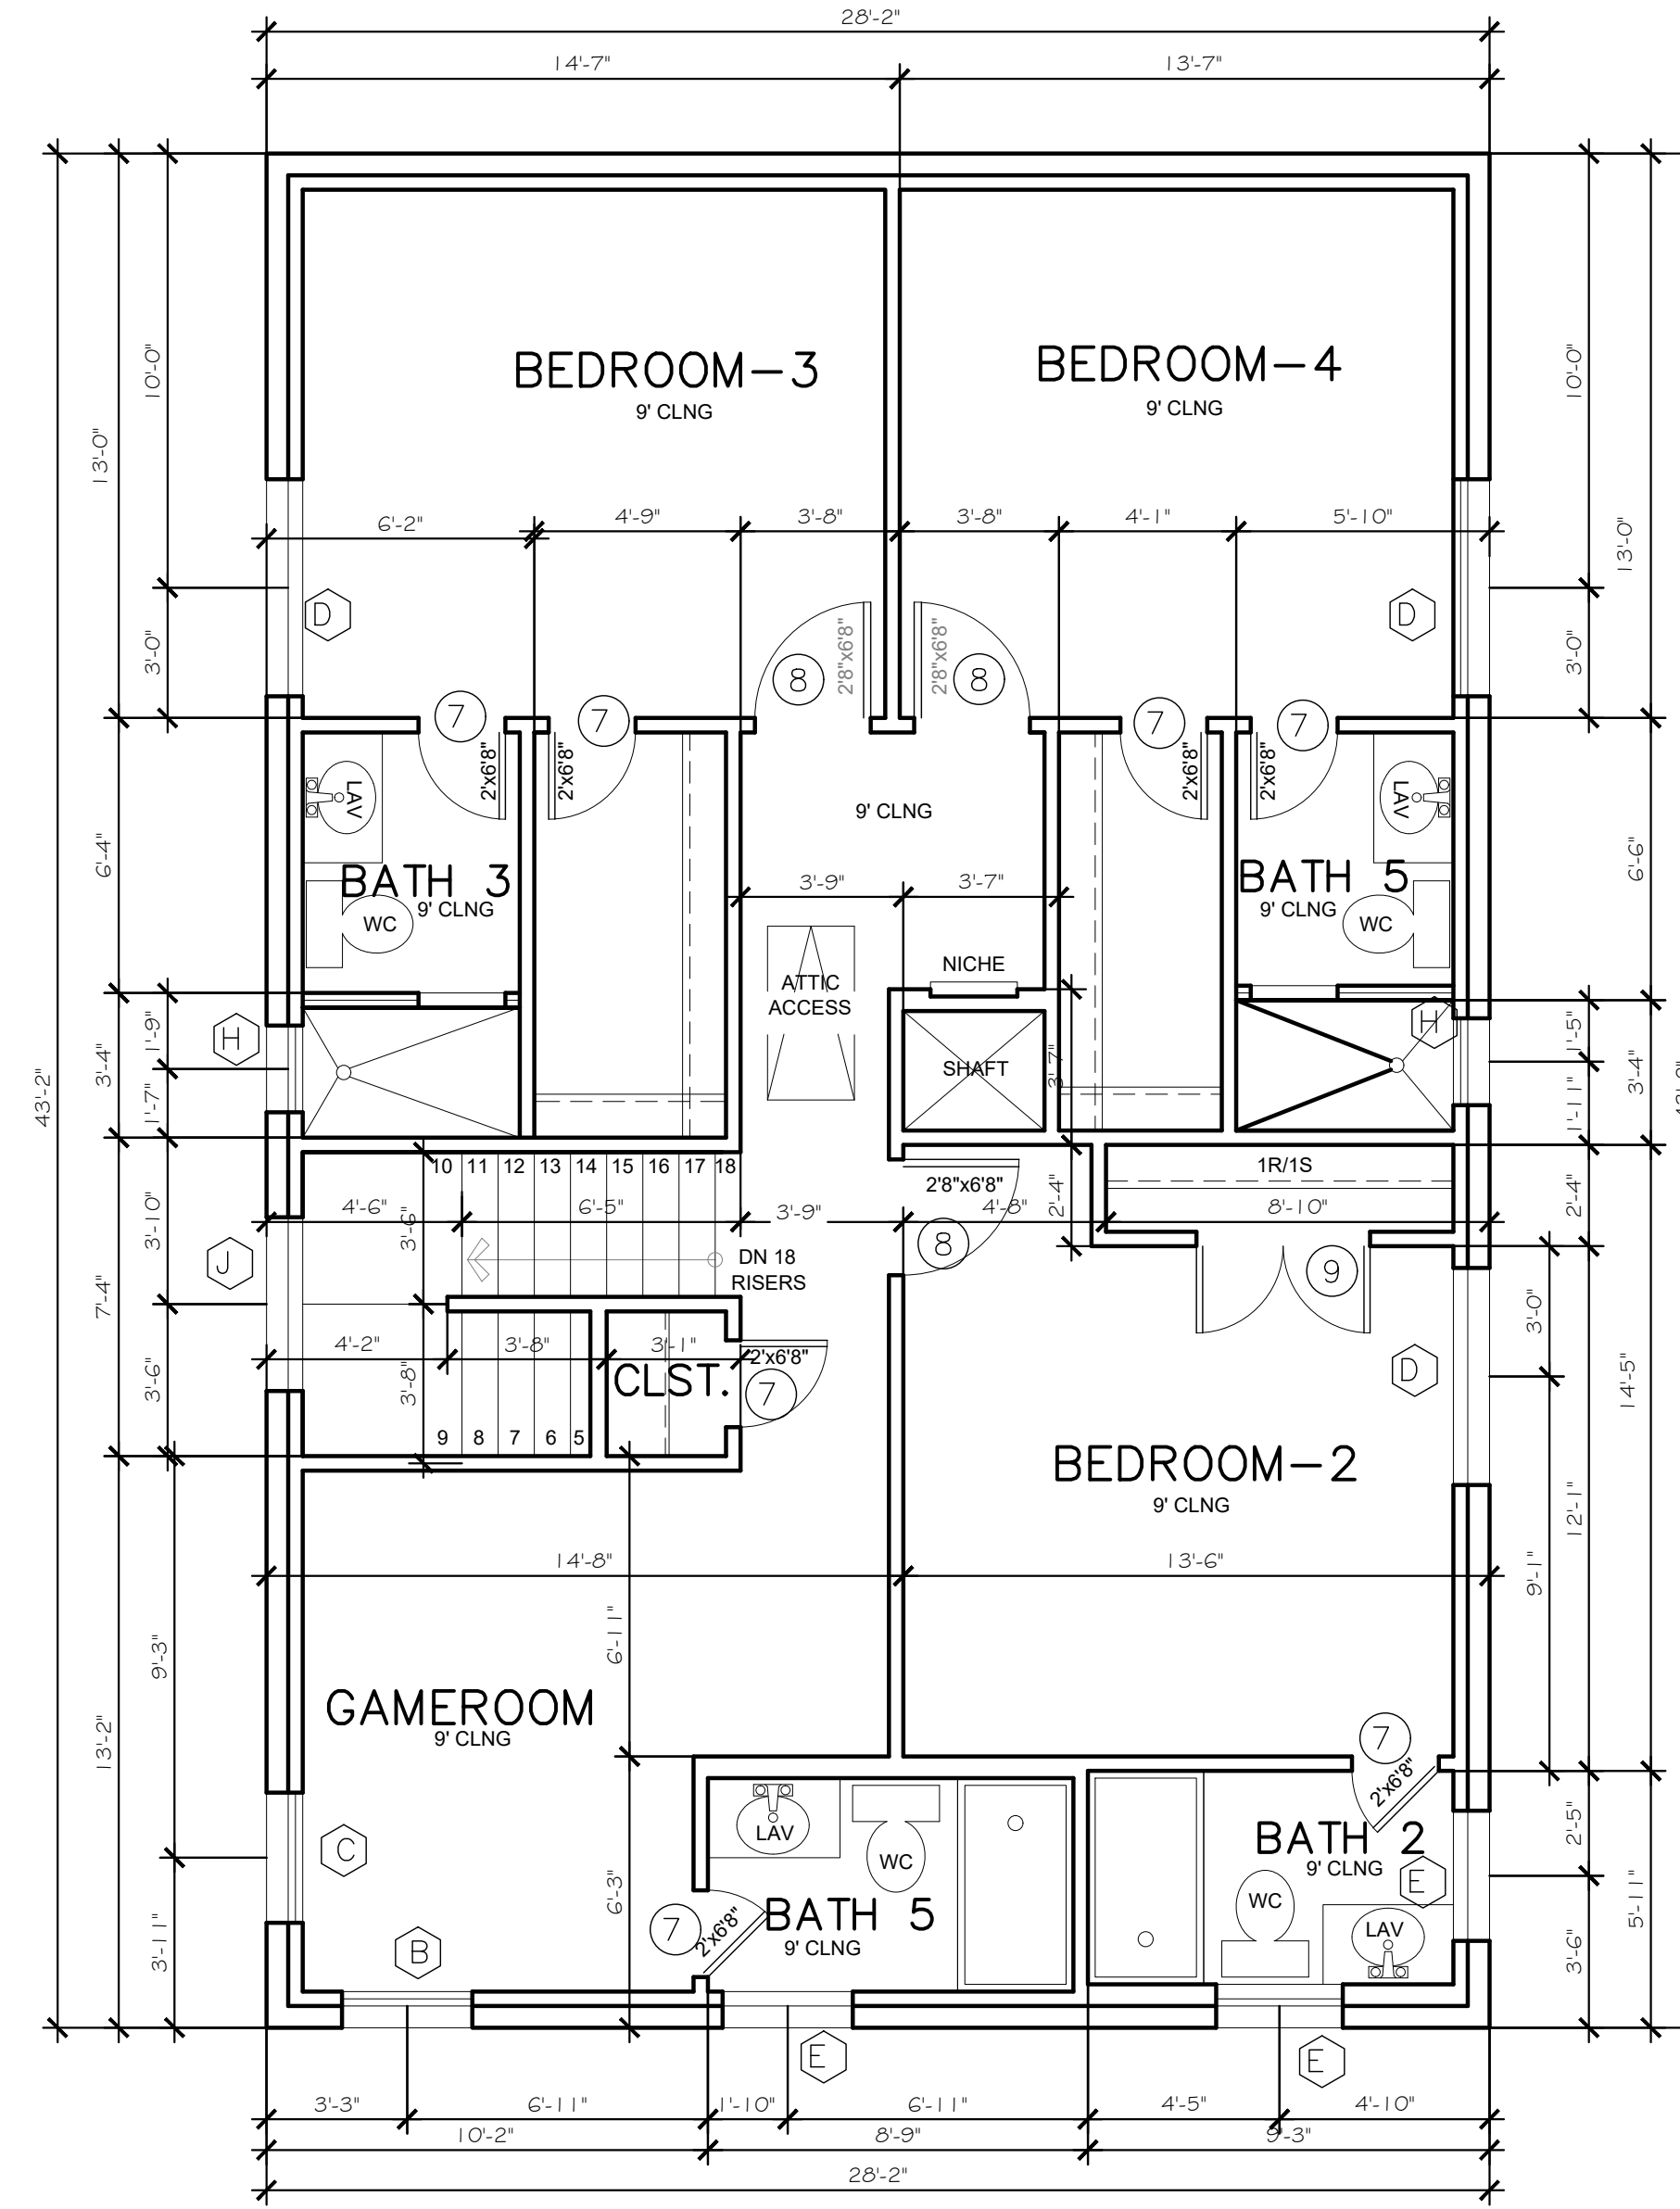 28'-2"
14'-7"
13'-7"
BEDROOM-3
9' CLNG
BEDROOM-4
9' CLNG
10'-0"
13'-0"
3'-0"
10'-0"
13'-0"
3'-0"
6'-2"
4'-9"
3'-8"
3'-8"
4'-1"
5'-10"
D
D
8
2'8"x6'8"
2'8"x6'8"
8
7
7
7
7
2'x6'8"
2'x6'8"
2'x6'8"
2'x6'8"
LAV
LAV
9' CLNG
BATH 3
9' CLNG
WC
BATH 5
9' CLNG
WC
6'-4"
6'-6"
3'-9"
3'-7"
NICHE
ATTIC
ACCESS
SHAFT
3'-7"
H
H
1'-9"
3'-4"
1'-7"
43'-2"
1'-5"
3'-4"
1'-11"
10 11 12 13 14 15 16 17 18
2'8"x6'8"
1R/1S
4'-6"
3'-6"
6'-5"
3'-9"
4'-8"
2'-4"
8'-10"
2'-4"
3'-10"
J
DN 18
RISERS
8
9
7'-4"
3'-0"
4'-2"
3'-8"
3'-1"
2'x6'8"
CLST.
7
3'-6"
3'-8"
D
14'-5"
9 8 7 6 5
BEDROOM-2
9' CLNG
12'-1"
9'-1"
14'-8"
13'-6"
6'-11"
9'-3"
13'-2"
GAMEROOM
9' CLNG
7
2'x6'8"
LAV
WC
BATH 2
9' CLNG
E
2'-5"
C
6'-3"
BATH 5
9' CLNG
7
2'x6'8"
WC
LAV
5'-11"
3'-6"
3'-11"
B
E
E
3'-3"
6'-11"
1'-10"
6'-11"
4'-5"
4'-10"
10'-2"
8'-9"
9'-3"
28'-2"